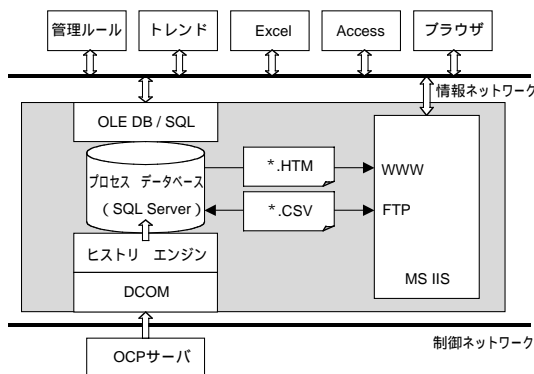 管理ルール
トレンド
Excel
Access
ブラウザ
情報ネットワーク
OLE DB / SQL
プロセス データベース
（SQL Server）
*.HTM
WWW
*.CSV
FTP
ヒストリ エンジン
MS IIS
DCOM
制御ネットワーク
OCPサーバ